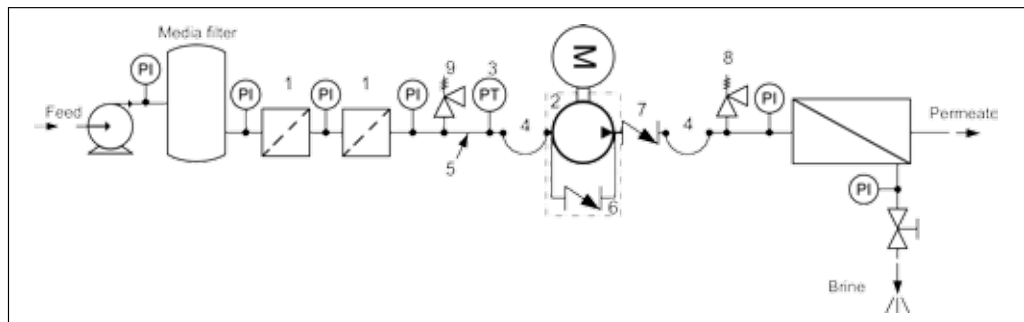 Media filter
Feed
PI
PI
1
PI
1
PI
9
3
PT
4
5
M
2
6
7
4
8
PI
Permeate
PI
Brine